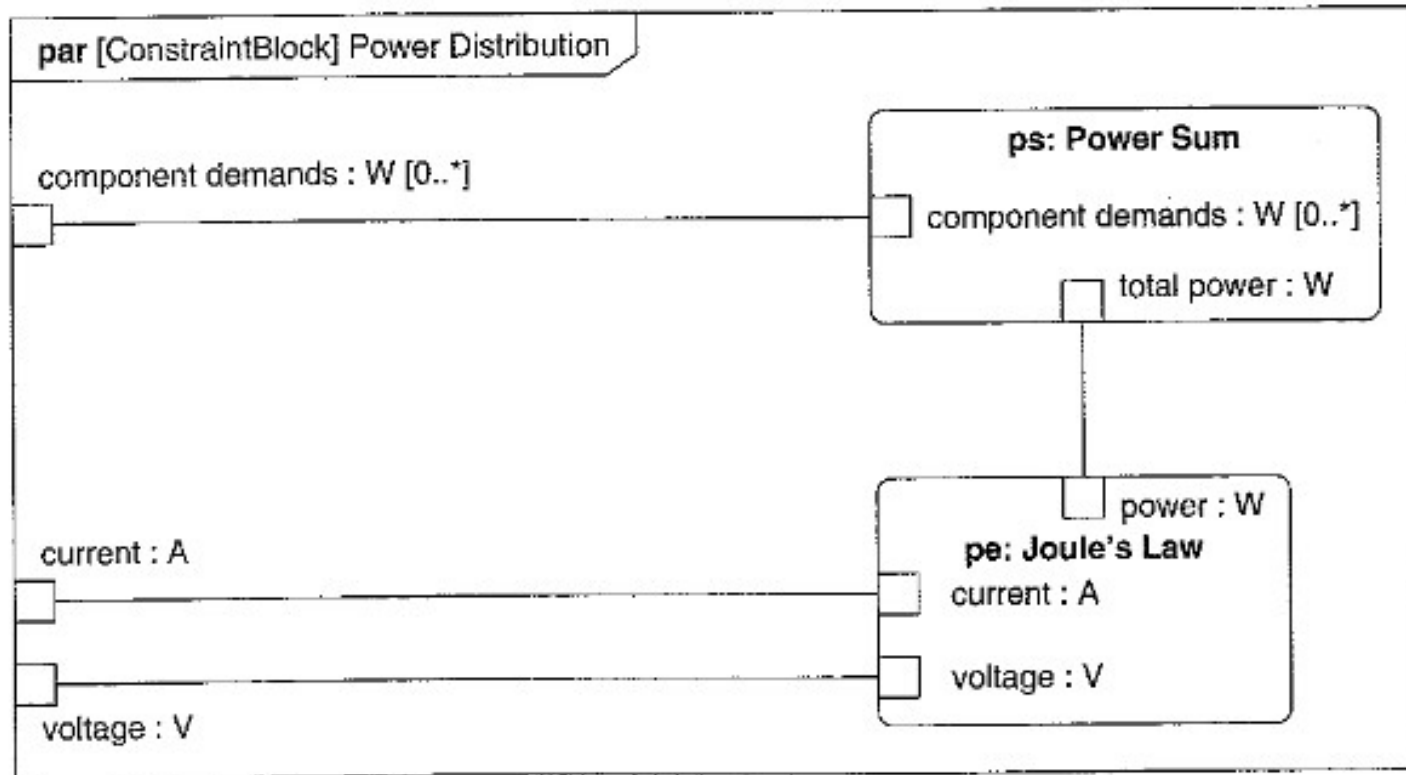 par [ConstraintBlock] Power Distribution
ps: Power Sum
component demands : W [0..*]
component demands : W [0..*]
total power : W
power : W
pe: Joule's Law
current : A
current : A
voltage : V
voltage : V